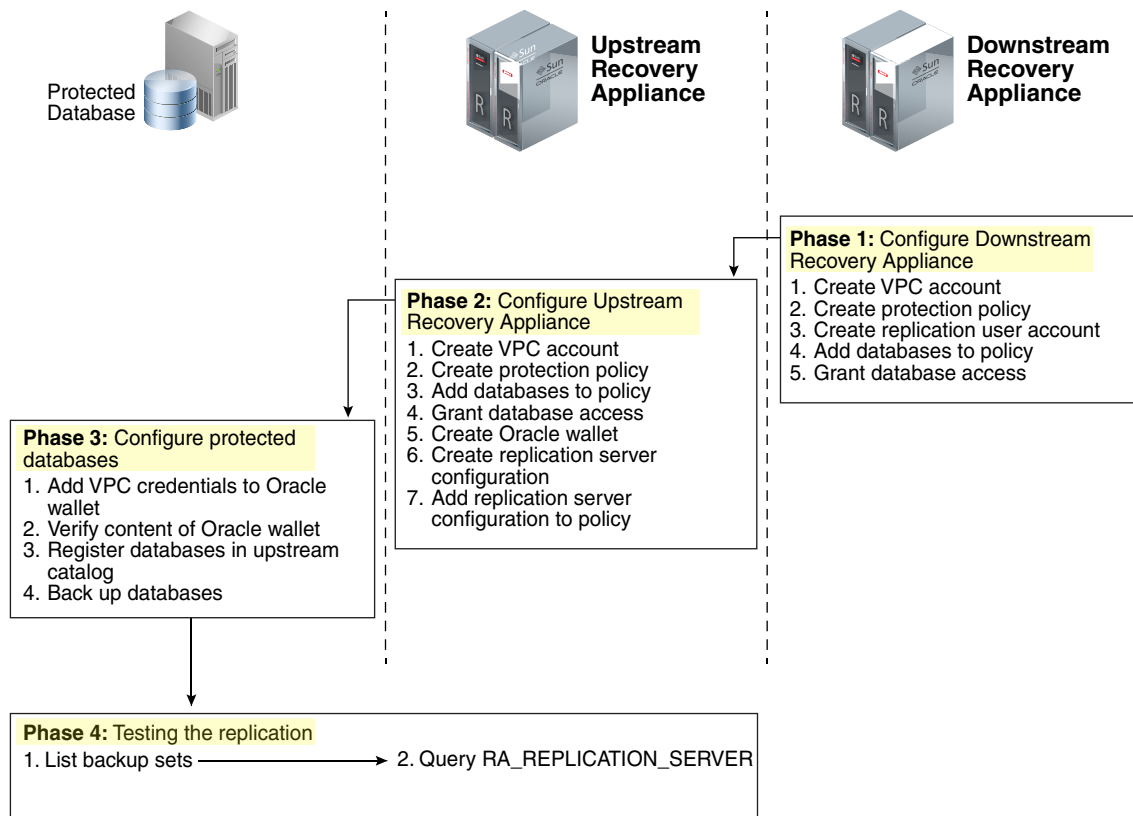 Protected
Database
Upstream
Recovery
Appliance
Sun
Sun
ORACLE
R
R
Downstream
Recovery
Appliance
Sun
ORACLE
R
R
Phase 1: Configure Downstream
Recovery Appliance
1. Create VPC account
2. Create protection policy
3. Create replication user account
4. Add databases to policy
5. Grant database access
Phase 2: Configure Upstream
Recovery Appliance
1. Create VPC account
2. Create protection policy
3. Add databases to policy
4. Grant database access
5. Create Oracle wallet
6. Create replication server
configuration
7. Add replication server
configuration to policy
Phase 3: Configure protected
databases
1. Add VPC credentials to Oracle
wallet
2. Verify content of Oracle wallet
3. Register databases in upstream
catalog
4. Back up databases
Phase 4: Testing the replication
1. List backup sets
2. Query RA_REPLICATION_SERVER